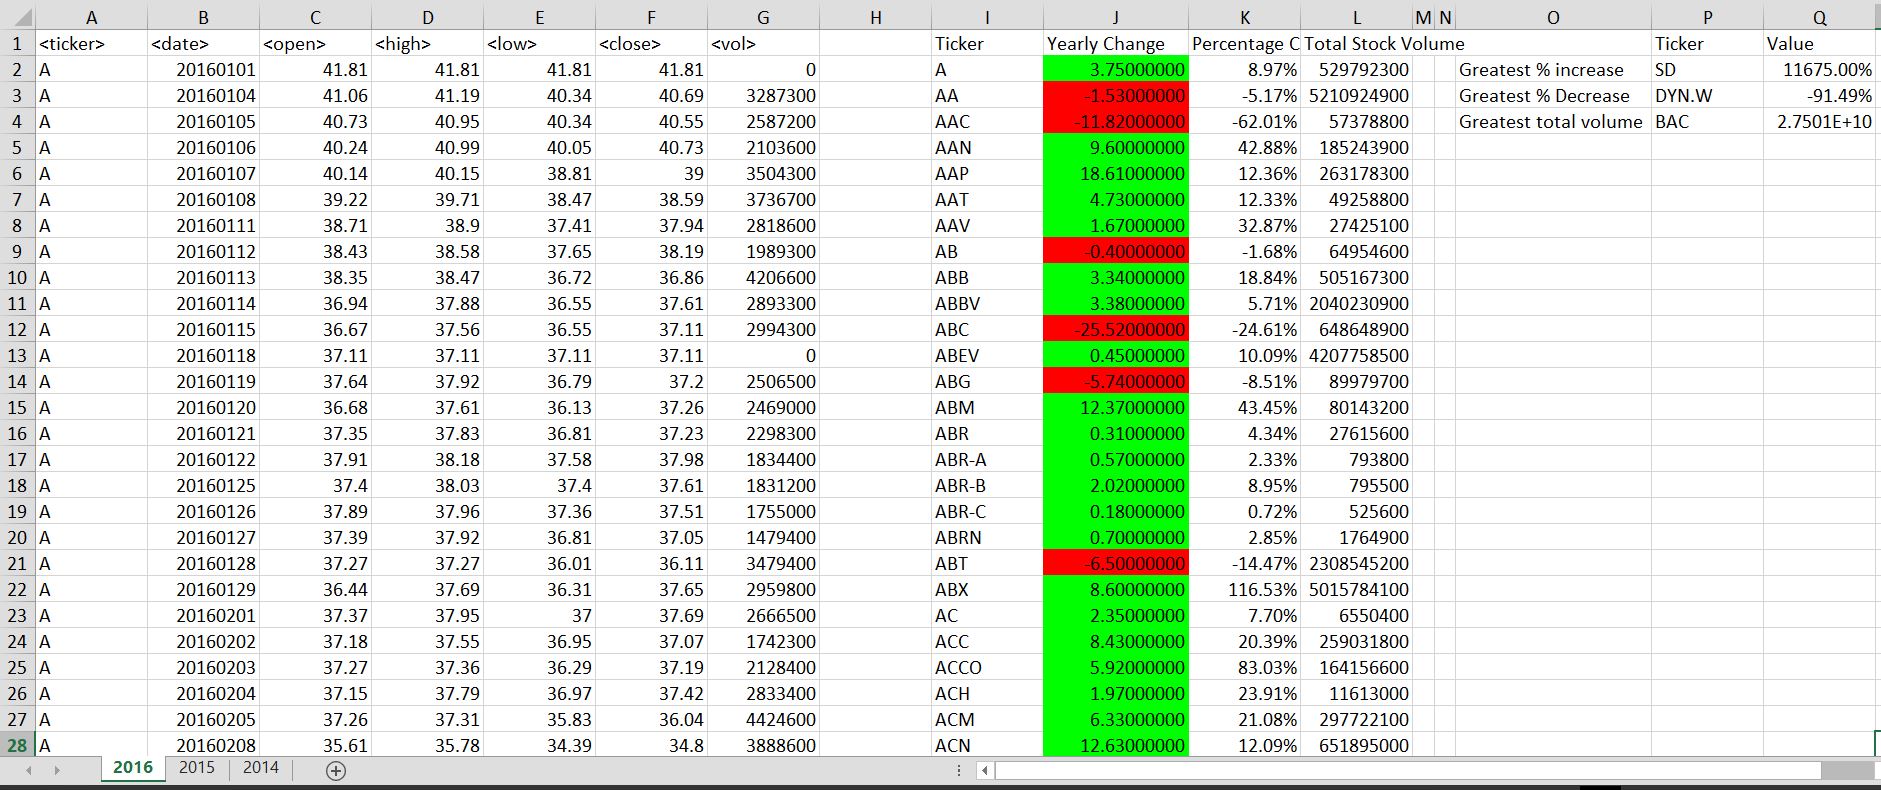 A B C D E F G H I J K L M N O P Q
1 <ticker> <date> <open> <high> <low> <close> <vol> Ticker Yearly Change Percentage C Total Stock Volume Ticker Value
2 A 20160101 41.81 41.81 41.81 41.81 0 A 3.75000000 8.97% 529792300 Greatest % increase SD 11675.00%
3 A 20160104 41.06 41.19 40.34 40.69 3287300 AA -1.53000000 -5.17% 5210924900 Greatest % Decrease DYN.W -91.49%
4 A 20160105 40.73 40.95 40.34 40.55 2587200 AAC -11.82000000 -62.01% 57378800 Greatest total volume BAC 2.7501E+10
5 A 20160106 40.24 40.99 40.05 40.73 2103600 AAN 9.60000000 42.88% 185243900
6 A 20160107 40.14 40.15 38.81 39 3504300 AAP 18.61000000 12.36% 263178300
7 A 20160108 39.22 39.71 38.47 38.59 3736700 AAT 4.73000000 12.33% 49258800
8 A 20160111 38.71 38.9 37.41 37.94 2818600 AAV 1.67000000 32.87% 27425100
9 A 20160112 38.43 38.58 37.65 38.19 1989300 AB -0.40000000 -1.68% 64954600
10 A 20160113 38.35 38.47 36.72 36.86 4206600 ABB 3.34000000 18.84% 505167300
11 A 20160114 36.94 37.88 36.55 37.61 2893300 ABBV 3.38000000 5.71% 2040230900
12 A 20160115 36.67 37.56 36.55 37.11 2994300 ABC -25.52000000 -24.61% 648648900
13 A 20160118 37.11 37.11 37.11 37.11 0 ABEV 0.45000000 10.09% 4207758500
14 A 20160119 37.64 37.92 36.79 37.2 2506500 ABG -5.74000000 -8.51% 89979700
15 A 20160120 36.68 37.61 36.13 37.26 2469000 ABM 12.37000000 43.45% 80143200
16 A 20160121 37.35 37.83 36.81 37.23 2298300 ABR 0.31000000 4.34% 27615600
17 A 20160122 37.91 38.18 37.58 37.98 1834400 ABR-A 0.57000000 2.33% 793800
18 A 20160125 37.4 38.03 37.4 37.61 1831200 ABR-B 2.02000000 8.95% 795500
19 A 20160126 37.89 37.96 37.36 37.51 1755000 ABR-C 0.18000000 0.72% 525600
20 A 20160127 37.39 37.92 36.81 37.05 1479400 ABRN 0.70000000 2.85% 1764900
21 A 20160128 37.27 37.27 36.01 36.11 3479400 ABT -6.50000000 -14.47% 2308545200
22 A 20160129 36.44 37.69 36.31 37.65 2959800 ABX 8.60000000 116.53% 5015784100
23 A 20160201 37.37 37.95 37 37.69 2666500 AC 2.35000000 7.70% 6550400
24 A 20160202 37.18 37.55 36.95 37.07 1742300 ACC 8.43000000 20.39% 259031800
25 A 20160203 37.27 37.36 36.29 37.19 2128400 ACCO 5.92000000 83.03% 164156600
26 A 20160204 37.15 37.79 36.97 37.42 2833400 ACH 1.97000000 23.91% 11613000
27 A 20160205 37.26 37.31 35.83 36.04 4424600 ACM 6.33000000 21.08% 297722100
28 A 20160208 35.61 35.78 34.39 34.8 3888600 ACN 12.63000000 12.09% 651895000
2016 2015 2014